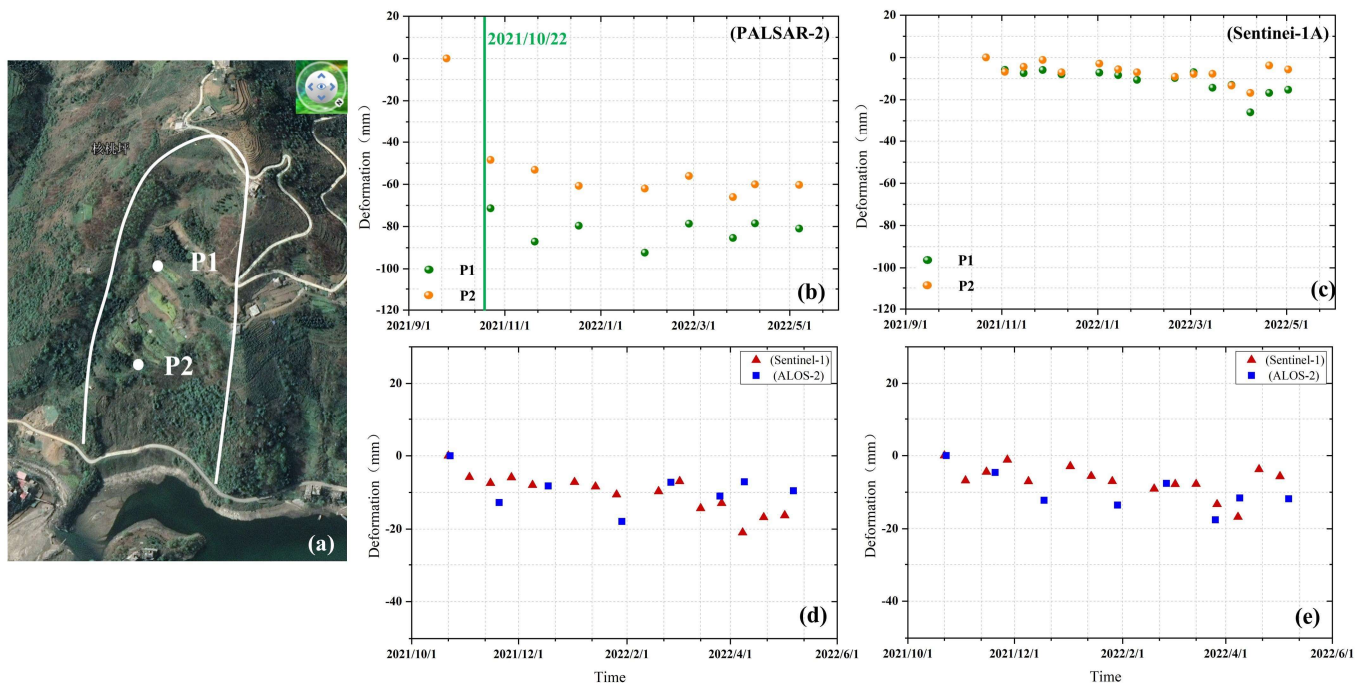 核桃坪
P1
P2
(a)
20
0
-20
-40
-60
-80
-100
-120
Deformation（mm）
2021/10/22
(PALSAR-2)
P1
P2
(b)
2021/9/1
2021/11/1
2022/1/1
2022/3/1
2022/5/1
20
0
-20
-40
-60
-80
-100
-120
Deformation（mm）
(Sentinei-1A)
P1
P2
(c)
2021/9/1
2021/11/1
2022/1/1
2022/3/1
2022/5/1
20
0
-20
-40
Deformation（mm）
(Sentinel-1)
(ALOS-2)
(d)
2021/10/1
2021/12/1
2022/2/1
2022/4/1
2022/6/1
Time
20
0
-20
-40
Deformation（mm）
(Sentinel-1)
(ALOS-2)
(e)
2021/10/1
2021/12/1
2022/2/1
2022/4/1
2022/6/1
Time